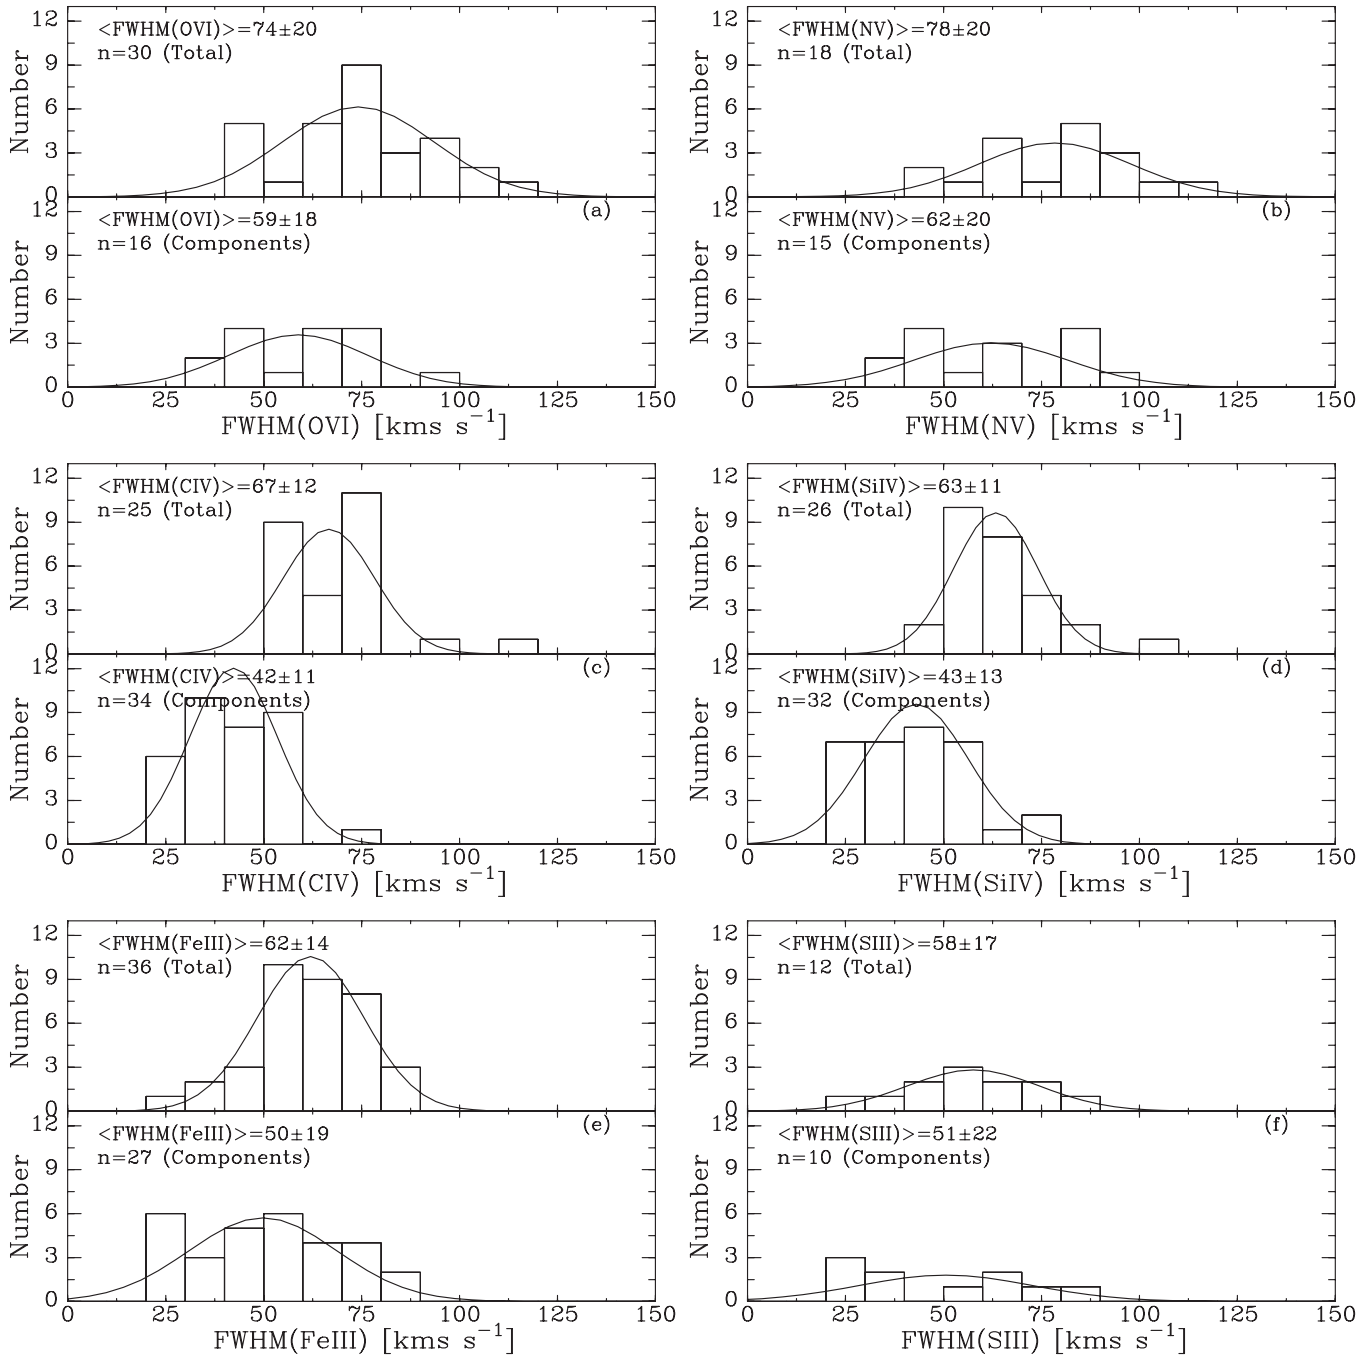 <FWHM(OVI)>=74±20
n=30 (Total)
Number
12
9
6
3
0
(a)
<FWHM(OVI)>=59±18
n=16 (Components)
Number
12
9
6
3
0
0 25 50 75 100 125 150
FWHM(OVI) [kms s−1]
<FWHM(NV)>=78±20
n=18 (Total)
Number
12
9
6
3
0
(b)
<FWHM(NV)>=62±20
n=15 (Components)
Number
12
9
6
3
0
0 25 50 75 100 125 150
FWHM(NV) [kms s−1]
<FWHM(CIV)>=67±12
n=25 (Total)
Number
12
9
6
3
0
(c)
<FWHM(CIV)>=42±11
n=34 (Components)
Number
12
9
6
3
0
0 25 50 75 100 125 150
FWHM(CIV) [kms s−1]
<FWHM(SiIV)>=63±11
n=26 (Total)
Number
12
9
6
3
0
(d)
<FWHM(SiIV)>=43±13
n=32 (Components)
Number
12
9
6
3
0
0 25 50 75 100 125 150
FWHM(SiIV) [kms s−1]
<FWHM(FeIII)>=62±14
n=36 (Total)
Number
12
9
6
3
0
(e)
<FWHM(FeIII)>=50±19
n=27 (Components)
Number
12
9
6
3
0
0 25 50 75 100 125 150
FWHM(FeIII) [kms s−1]
<FWHM(SIII)>=58±17
n=12 (Total)
Number
12
9
6
3
0
(f)
<FWHM(SIII)>=51±22
n=10 (Components)
Number
12
9
6
3
0
0 25 50 75 100 125 150
FWHM(SIII) [kms s−1]